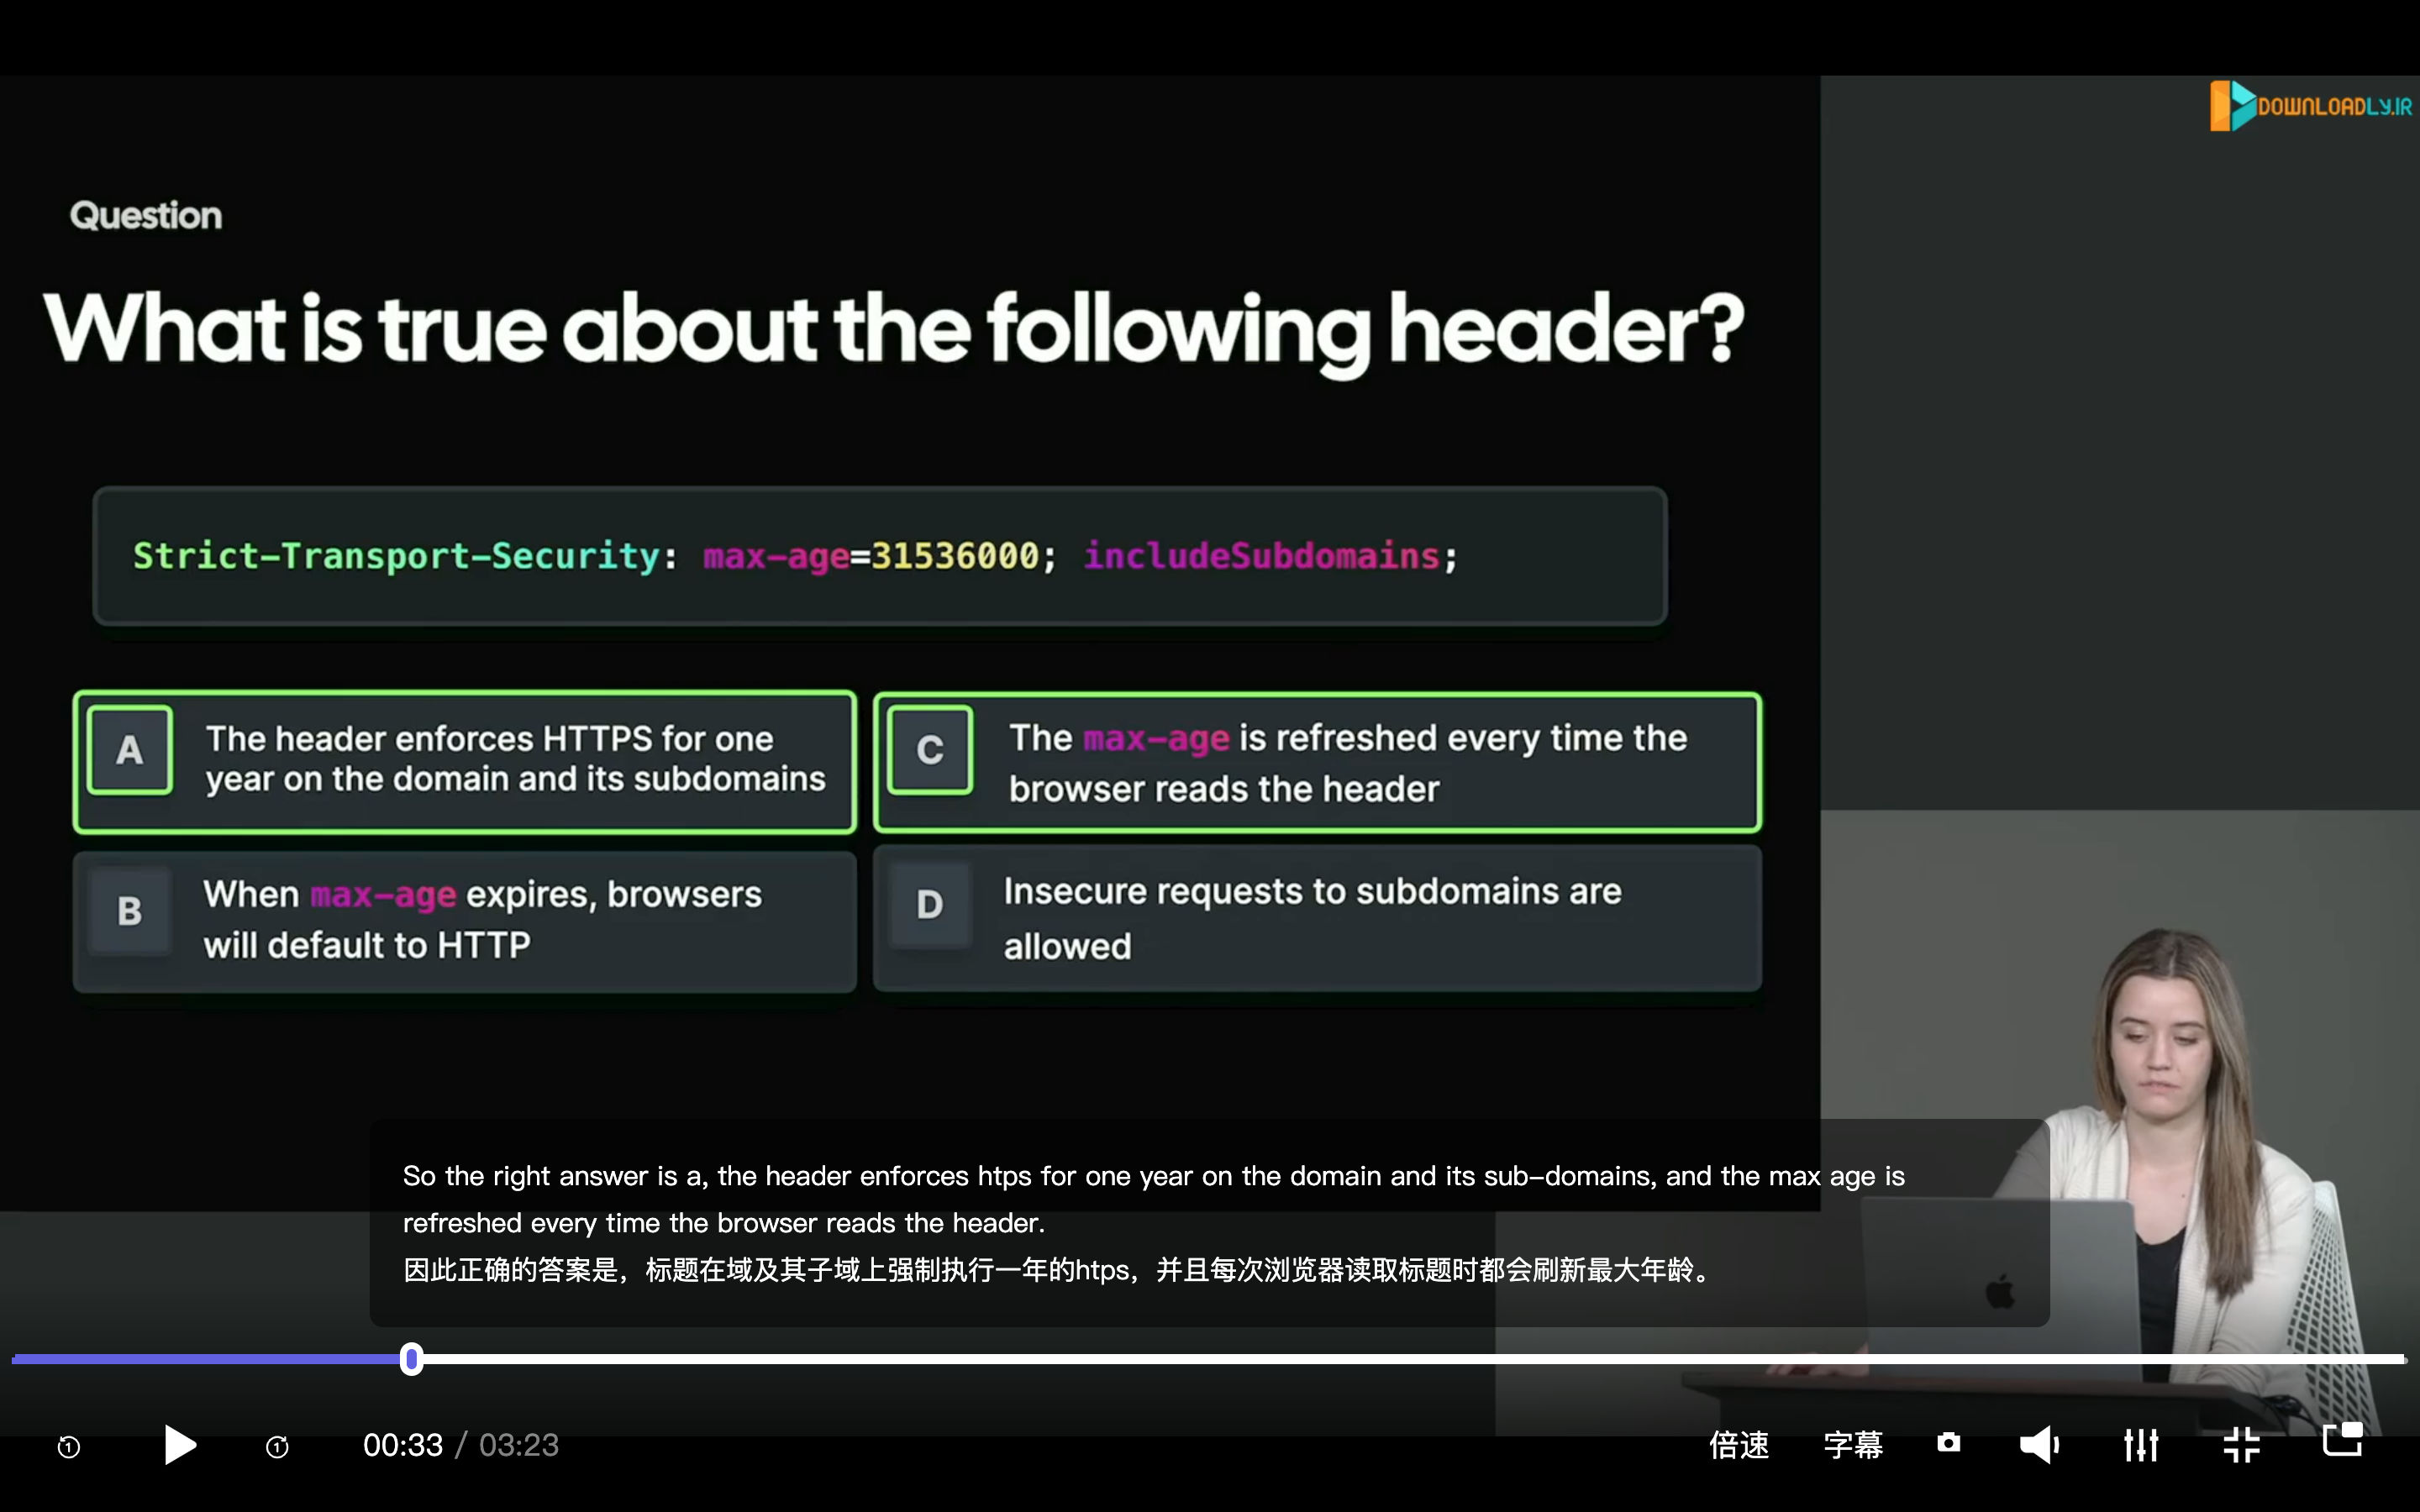 DOWNLOADLY.IR
Question
What is true about the following header?
Strict-Transport-Security: max-age=31536000; includeSubdomains;
A
The header enforces HTTPS for one
year on the domain and its subdomains
C
The max-age is refreshed every time the
browser reads the header
B
When max-age expires, browsers
will default to HTTP
D
Insecure requests to subdomains are
allowed
So the right answer is a, the header enforces htps for one year on the domain and its sub-domains, and the max age is
refreshed every time the browser reads the header.
因此正确的答案是，标题在域及其子域上强制执行一年的htps，并且每次浏览器读取标题时都会刷新最大年龄。
1
1
00:33 / 03:23
倍速
字幕